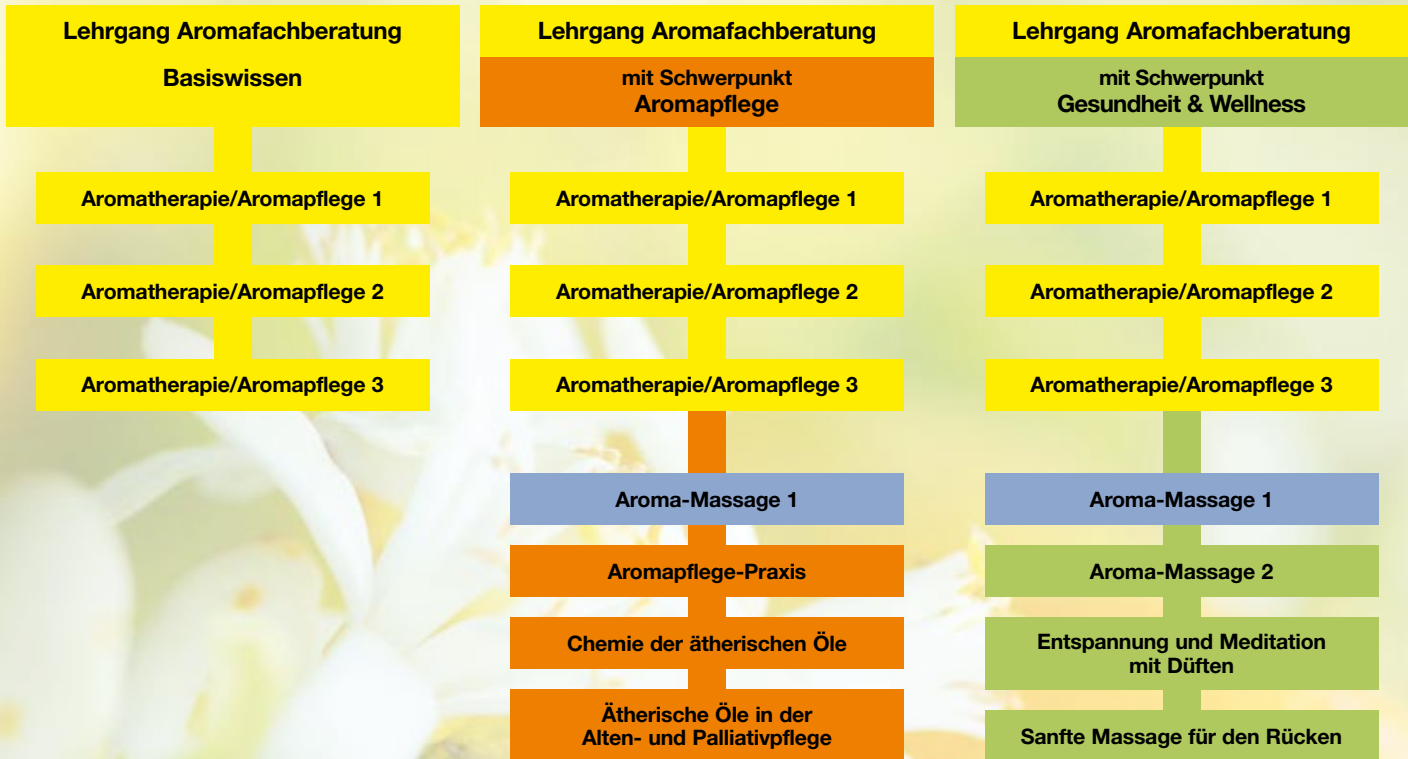 Lehrgang Aromafachberatung
Basiswissen
Aromatherapie/Aromapflege 1
Aromatherapie/Aromapflege 2
Aromatherapie/Aromapflege 3
Lehrgang Aromafachberatung
mit Schwerpunkt
Aromapflege
Aromatherapie/Aromapflege 1
Aromatherapie/Aromapflege 2
Aromatherapie/Aromapflege 3
Aroma-Massage 1
Aromapflege-Praxis
Chemie der ätherischen Öle
Ätherische Öle in der
Alten- und Palliativpflege
Lehrgang Aromafachberatung
mit Schwerpunkt
Gesundheit & Wellness
Aromatherapie/Aromapflege 1
Aromatherapie/Aromapflege 2
Aromatherapie/Aromapflege 3
Aroma-Massage 1
Aroma-Massage 2
Entspannung und Meditation
mit Düften
Sanfte Massage für den Rücken